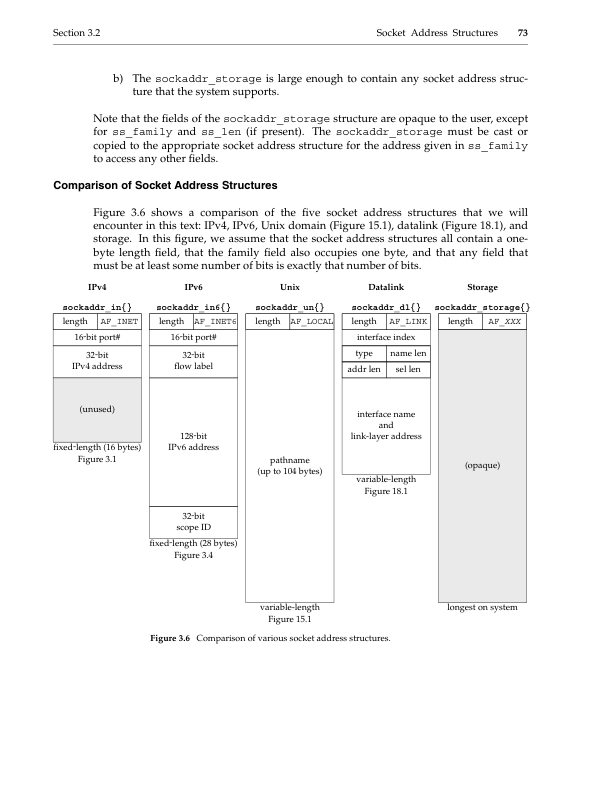 Section 3.2 Socket Address Structures 73
b) The sockaddr_storage is large enough to contain any socket address struc-
ture that the system supports.
Note that the fields of the sockaddr_storage structure are opaque to the user, except
for ss_family and ss_len (if present). The sockaddr_storage must be cast or
copied to the appropriate socket address structure for the address given in ss_family
to access any other fields.
Comparison of Socket Address Structures
Figure 3.6 shows a comparison of the five socket address structures that we will
encounter in this text: IPv4, IPv6, Unix domain (Figure 15.1), datalink (Figure 18.1), and
storage. In this figure, we assume that the socket address structures all contain a one-
byte length field, that the family field also occupies one byte, and that any field that
must be at least some number of bits is exactly that number of bits.
IPv4 IPv6 Unix Datalink Storage
sockaddr_in{} sockaddr_in6{} sockaddr_un{} sockaddr_dl{} sockaddr_storage{}
length AF_INET length AF_INET6 length AF_LOCAL length AF_LINK length AF_XXX
16-bit port# 16-bit port# interface index
32-bit 32-bit type name len
IPv4 address flow label addr len sel len
(unused)
interface name
and
link-layer address
128-bit
IPv6 address
fixed-length (16 bytes)
Figure 3.1
pathname
(up to 104 bytes)
(opaque)
variable-length
Figure 18.1
32-bit
scope ID
fixed-length (28 bytes)
Figure 3.4
variable-length longest on system
Figure 15.1
Figure 3.6 Comparison of various socket address structures.